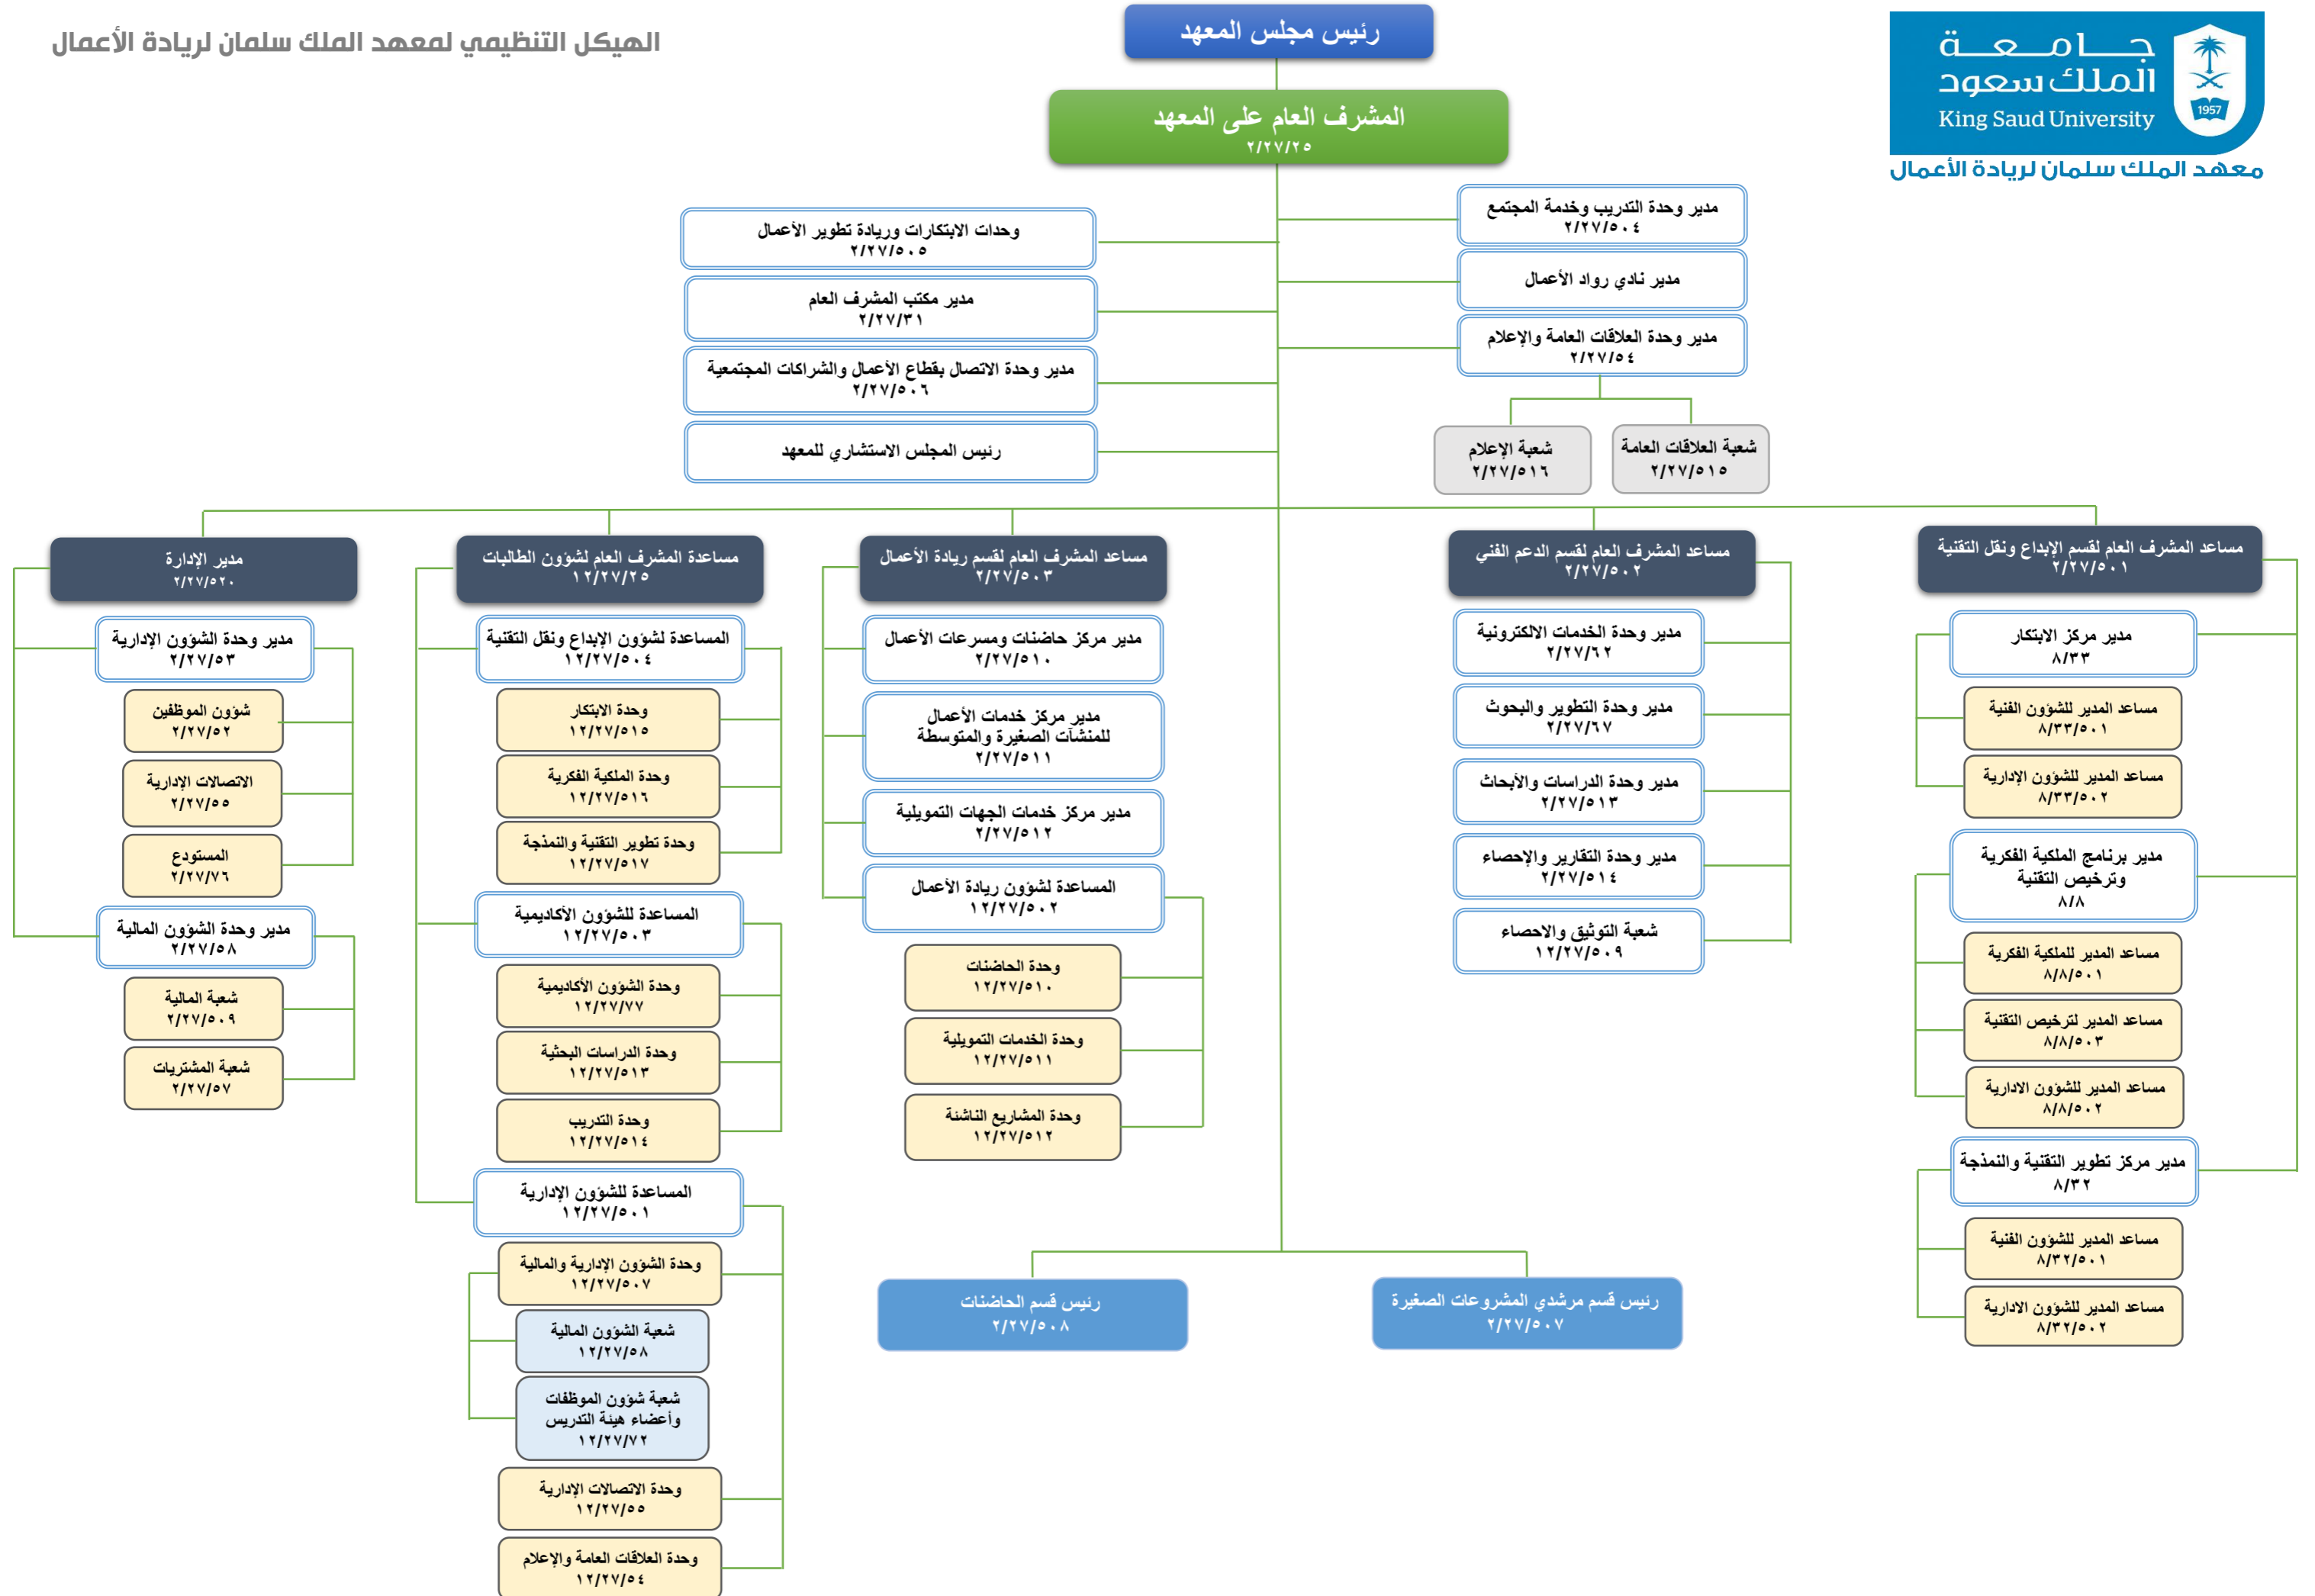 الهيكل التنظيمي لمعهد الملك سلمان لريادة الأعمال
جامعة
الملك سعود
King Saud University
1957
معهد الملك سلمان لريادة الأعمال
رئيس مجلس المعهد
المشرف العام على المعهد
٢/٢٧/٢٥
مدير وحدة التدريب وخدمة المجتمع
٢/٢٧/٥٠٤
مدير نادي رواد الأعمال
مدير وحدة العلاقات العامة والإعلام
٢/٢٧/٥٤
شعبة العلاقات العامة
٢/٢٧/٥١٥
شعبة الإعلام
٢/٢٧/٥١٦
وحدات الابتكارات وريادة تطوير الأعمال
٢/٢٧/٥٠٥
مدير مكتب المشرف العام
٢/٢٧/٣١
مدير وحدة الاتصال بقطاع الأعمال والشراكات المجتمعية
٢/٢٧/٥٠٦
رئيس المجلس الاستشاري للمعهد
مساعد المشرف العام لقسم الإبداع ونقل التقنية
٢/٢٧/٥٠١
مدير مركز الابتكار
٨/٣٣
مساعد المدير للشؤون الفنية
٨/٣٣/٥٠١
مساعد المدير للشؤون الإدارية
٨/٣٣/٥٠٢
مدير برنامج الملكية الفكرية
وترخيص التقنية
٨/٨
مساعد المدير للملكية الفكرية
٨/٨/٥٠١
مساعد المدير لترخيص التقنية
٨/٨/٥٠٣
مساعد المدير للشؤون الادارية
٨/٨/٥٠٢
مدير مركز تطوير التقنية والنمذجة
٨/٣٢
مساعد المدير للشؤون الفنية
٨/٣٢/٥٠١
مساعد المدير للشؤون الادارية
٨/٣٢/٥٠٢
مساعد المشرف العام لقسم الدعم الفني
٢/٢٧/٥٠٢
مدير وحدة الخدمات الالكترونية
٢/٢٧/٦٢
مدير وحدة التطوير والبحوث
٢/٢٧/٦٧
مدير وحدة الدراسات والأبحاث
٢/٢٧/٥١٣
مدير وحدة التقارير والإحصاء
٢/٢٧/٥١٤
شعبة التوثيق والاحصاء
١٢/٢٧/٥٠٩
مساعد المشرف العام لقسم ريادة الأعمال
٢/٢٧/٥٠٣
مدير مركز حاضنات ومسرعات الأعمال
٢/٢٧/٥١٠
مدير مركز خدمات الأعمال
للمنشآت الصغيرة والمتوسطة
٢/٢٧/٥١١
مدير مركز خدمات الجهات التمويلية
٢/٢٧/٥١٢
المساعدة لشؤون ريادة الأعمال
١٢/٢٧/٥٠٢
وحدة الحاضنات
١٢/٢٧/٥١٠
وحدة الخدمات التمويلية
١٢/٢٧/٥١١
وحدة المشاريع الناشئة
١٢/٢٧/٥١٢
مساعدة المشرف العام لشؤون الطالبات
١٢/٢٧/٢٥
المساعدة لشؤون الإبداع ونقل التقنية
١٢/٢٧/٥٠٤
وحدة الابتكار
١٢/٢٧/٥١٥
وحدة الملكية الفكرية
١٢/٢٧/٥١٦
وحدة تطوير التقنية والنمذجة
١٢/٢٧/٥١٧
المساعدة للشؤون الأكاديمية
١٢/٢٧/٥٠٣
وحدة الشؤون الأكاديمية
١٢/٢٧/٧٧
وحدة الدراسات البحثية
١٢/٢٧/٥١٣
وحدة التدريب
١٢/٢٧/٥١٤
المساعدة للشؤون الإدارية
١٢/٢٧/٥٠١
وحدة الشؤون الإدارية والمالية
١٢/٢٧/٥٠٧
شعبة الشؤون المالية
١٢/٢٧/٥٨
شعبة شؤون الموظفات
وأعضاء هيئة التدريس
١٢/٢٧/٧٢
وحدة الاتصالات الإدارية
١٢/٢٧/٥٥
وحدة العلاقات العامة والإعلام
١٢/٢٧/٥٤
مدير الإدارة
٢/٢٧/٥٢٠
مدير وحدة الشؤون الإدارية
٢/٢٧/٥٣
شؤون الموظفين
٢/٢٧/٥٢
الاتصالات الإدارية
٢/٢٧/٥٥
المستودع
٢/٢٧/٧٦
مدير وحدة الشؤون المالية
٢/٢٧/٥٨
شعبة المالية
٢/٢٧/٥٠٩
شعبة المشتريات
٢/٢٧/٥٧
رئيس قسم مرشدي المشروعات الصغيرة
٢/٢٧/٥٠٧
رئيس قسم الحاضنات
٢/٢٧/٥٠٨